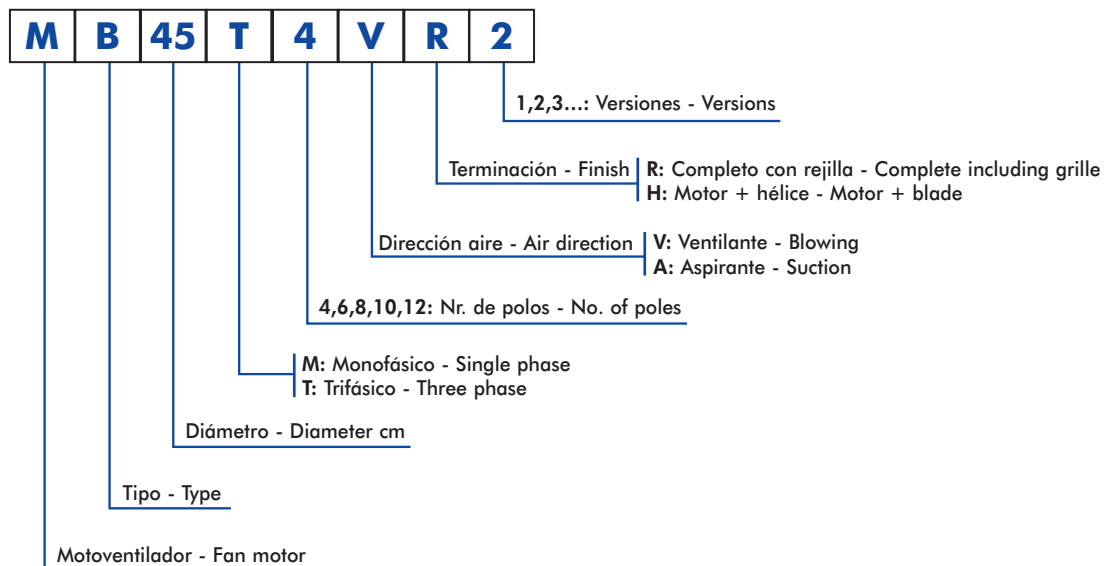 M B 45 T 4 V R 2
1,2,3...: Versiones - Versions
Terminación - Finish
R: Completo con rejilla - Complete including grille
H: Motor + hélice - Motor + blade
Dirección aire - Air direction
V: Ventilante - Blowing
A: Aspirante - Suction
4,6,8,10,12: Nr. de polos - No. of poles
M: Monofásico - Single phase
T: Trifásico - Three phase
Diámetro - Diameter cm
Tipo - Type
Motoventilador - Fan motor